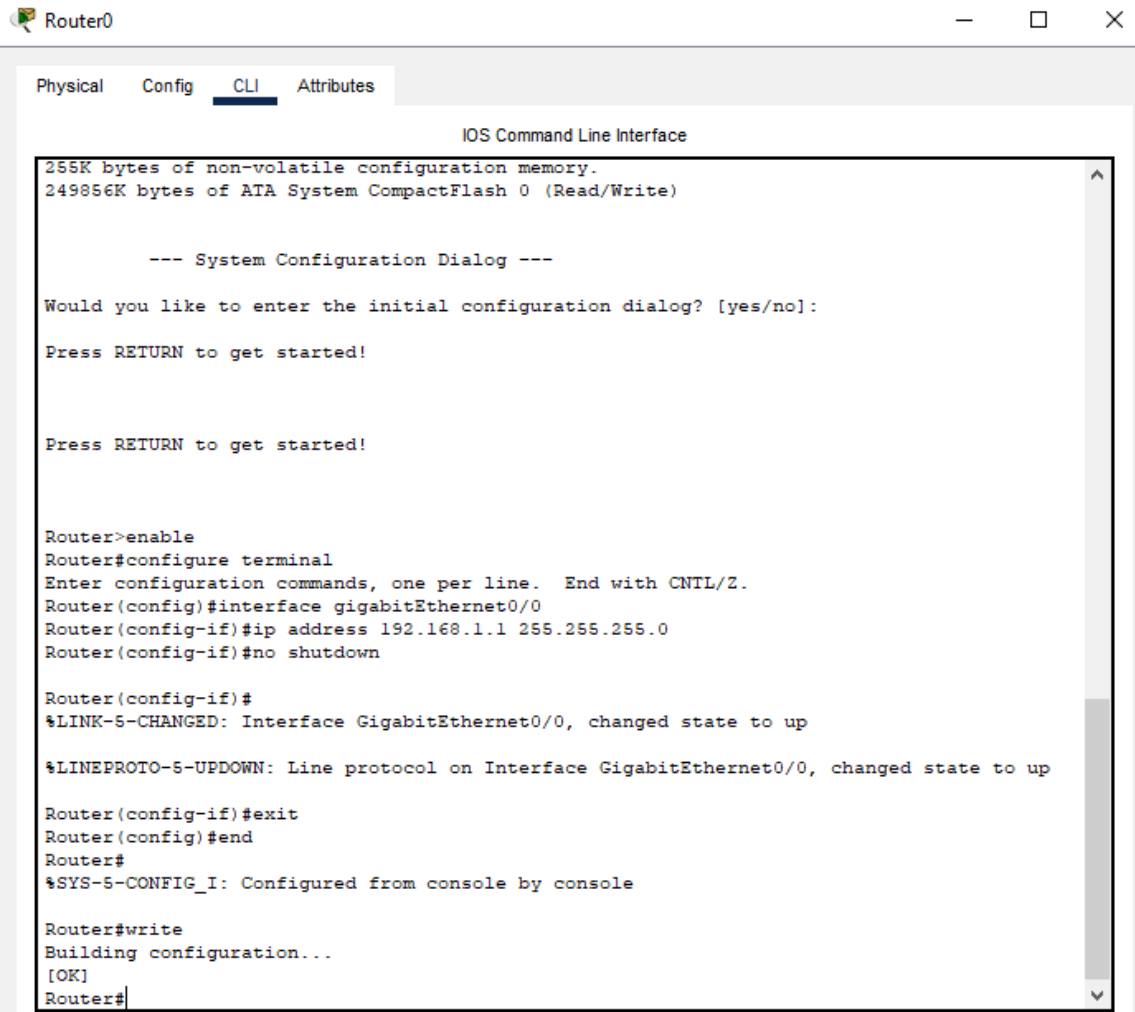 Router0
Physical Config CLI Attributes
IOS Command Line Interface
255K bytes of non-volatile configuration memory.
249856K bytes of ATA System CompactFlash 0 (Read/Write)
--- System Configuration Dialog ---
Would you like to enter the initial configuration dialog? [yes/no]:
Press RETURN to get started!
Press RETURN to get started!
Router>enable
Router#configure terminal
Enter configuration commands, one per line.  End with CNTL/Z.
Router(config)#interface gigabitEthernet0/0
Router(config-if)#ip address 192.168.1.1 255.255.255.0
Router(config-if)#no shutdown
Router(config-if)#
%LINK-5-CHANGED: Interface GigabitEthernet0/0, changed state to up
%LINEPROTO-5-UPDOWN: Line protocol on Interface GigabitEthernet0/0, changed state to up
Router(config-if)#exit
Router(config)#end
Router#
%SYS-5-CONFIG_I: Configured from console by console
Router#write
Building configuration...
[OK]
Router#